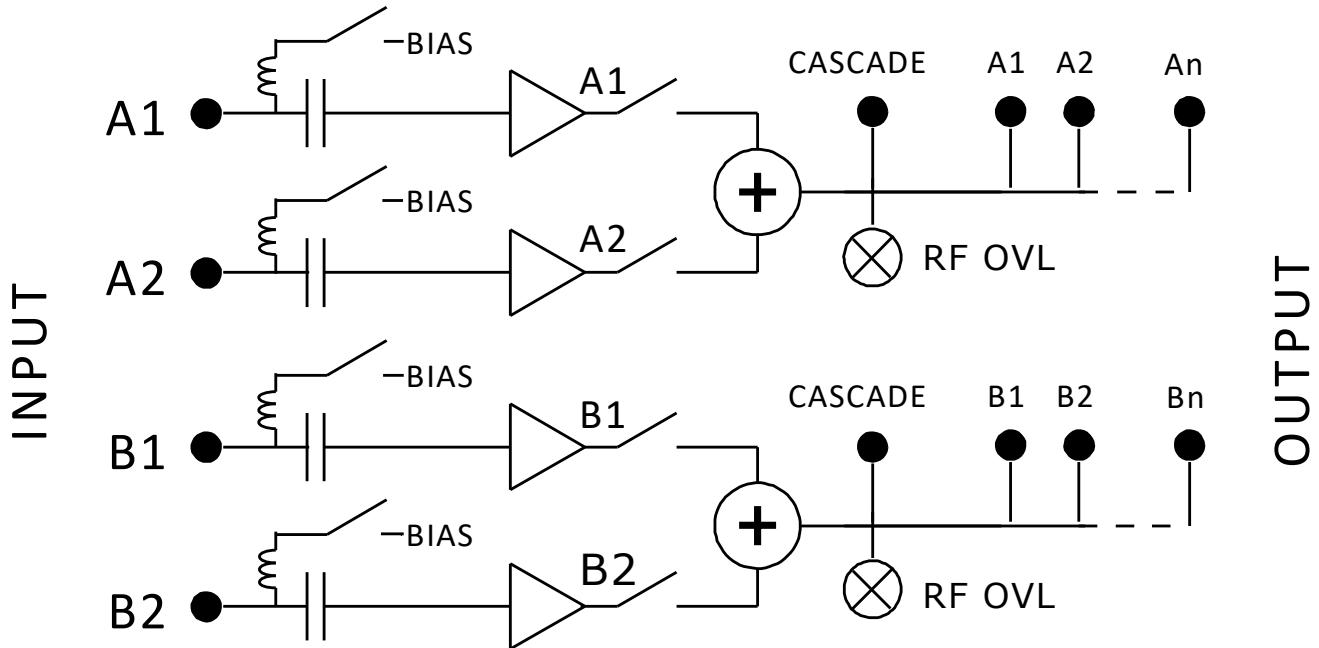 BIAS
A1
A1
CASCADE
A1
A2
An
+
RF OVL
BIAS
A2
A2
INPUT
OUTPUT
BIAS
B1
B1
CASCADE
B1
B2
Bn
+
RF OVL
BIAS
B2
B2